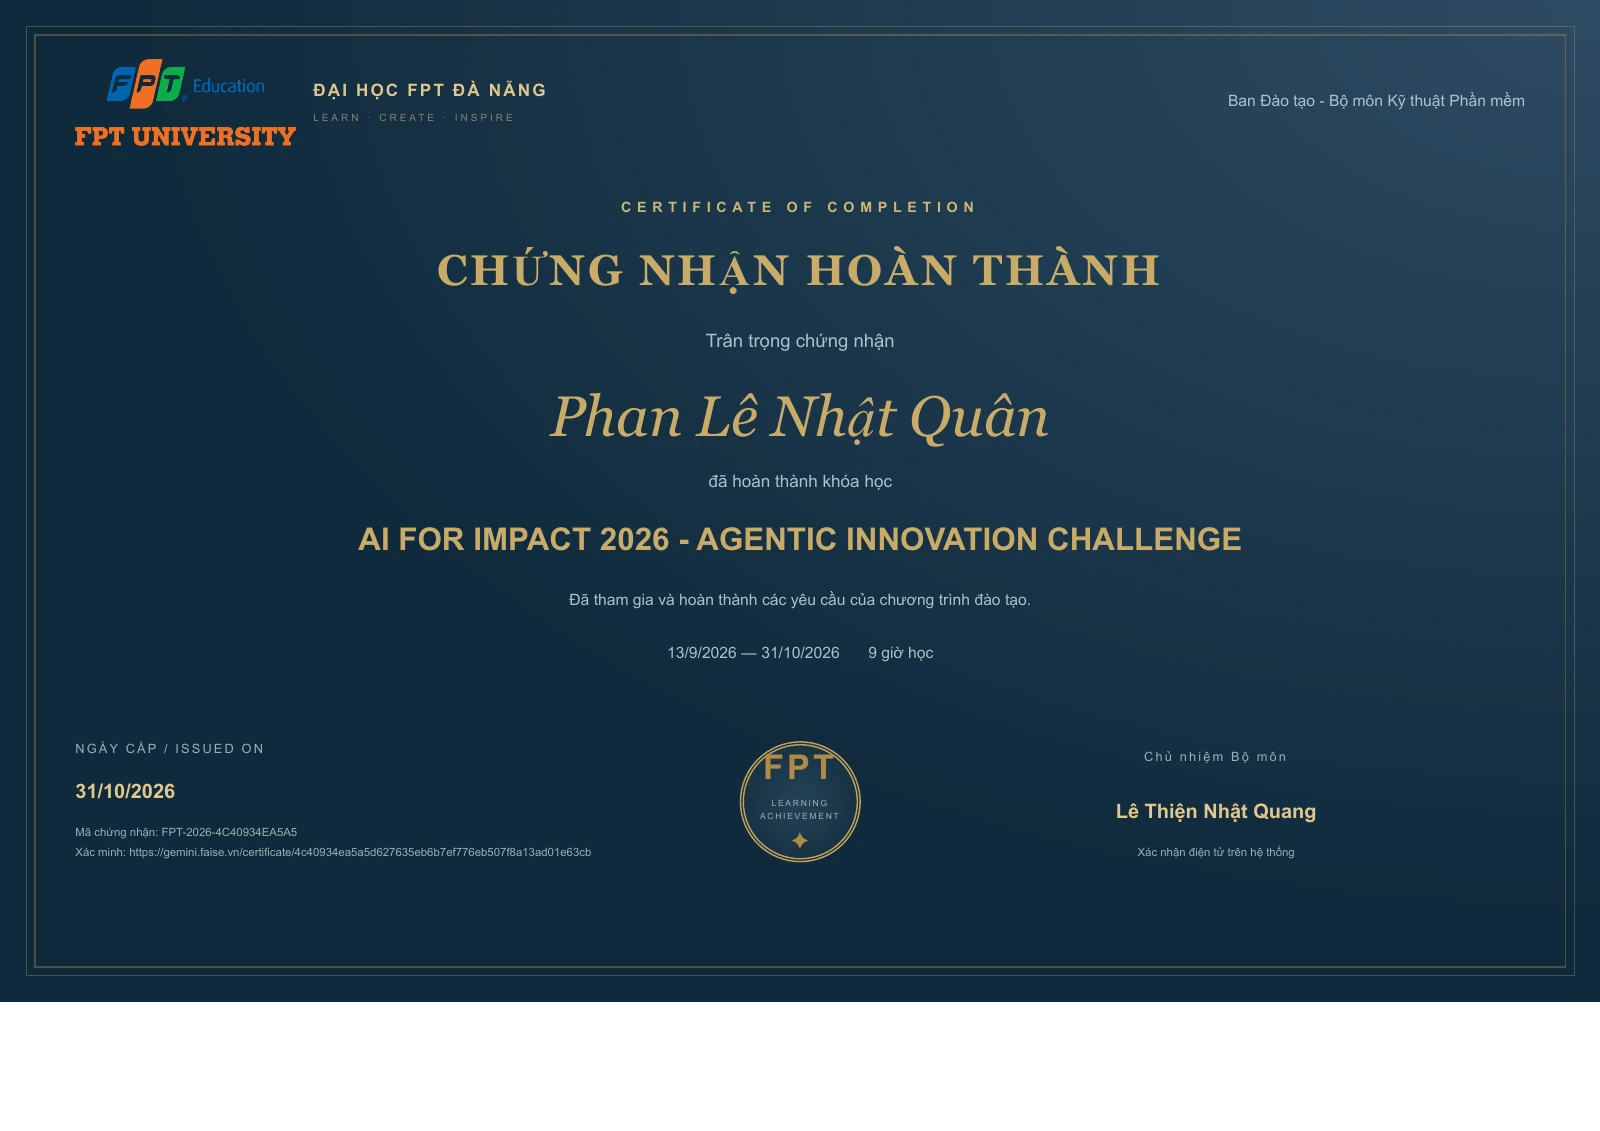 FPT Education
FPT UNIVERSITY
ĐẠI HỌC FPT ĐÀ NẴNG
LEARN · CREATE · INSPIRE
Ban Đào tạo - Bộ môn Kỹ thuật Phần mềm
CERTIFICATE OF COMPLETION
CHỨNG NHẬN HOÀN THÀNH
Trân trọng chứng nhận
Phan Lê Nhật Quân
đã hoàn thành khóa học
AI FOR IMPACT 2026 - AGENTIC INNOVATION CHALLENGE
Đã tham gia và hoàn thành các yêu cầu của chương trình đào tạo.
13/9/2026 — 31/10/2026 9 giờ học
NGÀY CẤP / ISSUED ON
31/10/2026
Mã chứng nhận: FPT-2026-4C40934EA5A5
Xác minh: https://gemini.faise.vn/certificate/4c40934ea5a5d627635eb6b7ef776eb507f8a13ad01e63cb
FPT
LEARNING
ACHIEVEMENT
Chủ nhiệm Bộ môn
Lê Thiện Nhật Quang
Xác nhận điện tử trên hệ thống